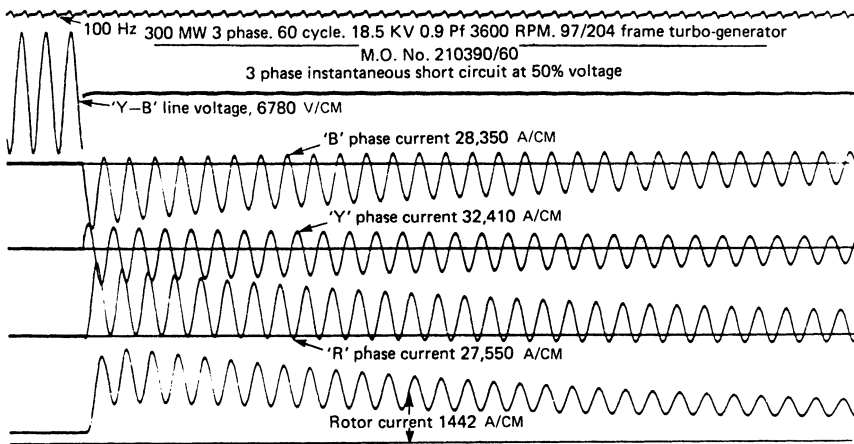 100 Hz 300 MW 3 phase. 60 cycle. 18.5 KV 0.9 Pf 3600 RPM. 97/204 frame turbo-generator
M.O. No. 210390/60
3 phase instantaneous short circuit at 50% voltage
'Y–B' line voltage, 6780 V/CM
'B' phase current 28,350 A/CM
'Y' phase current 32,410 A/CM
'R' phase current 27,550 A/CM
Rotor current 1442 A/CM